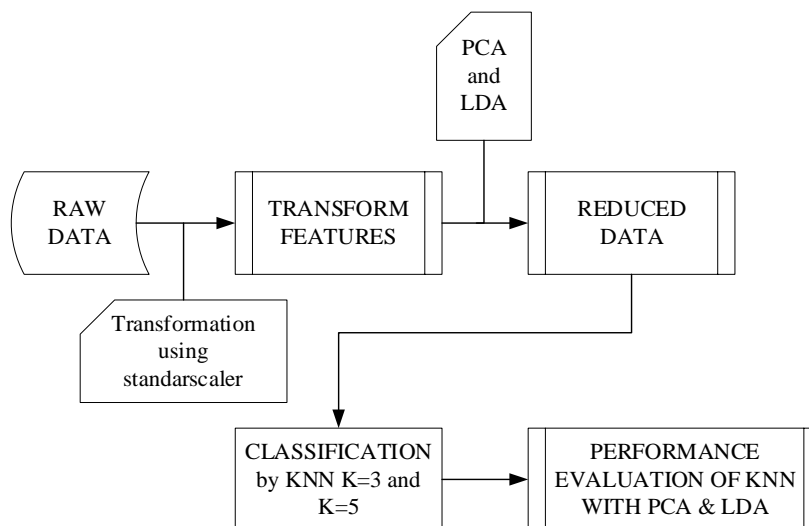 PCA
and
LDA
RAW
DATA
TRANSFORM
FEATURES
REDUCED
DATA
Transformation
using
standarscaler
CLASSIFICATION
by KNN K=3 and
K=5
PERFORMANCE
EVALUATION OF KNN
WITH PCA & LDA